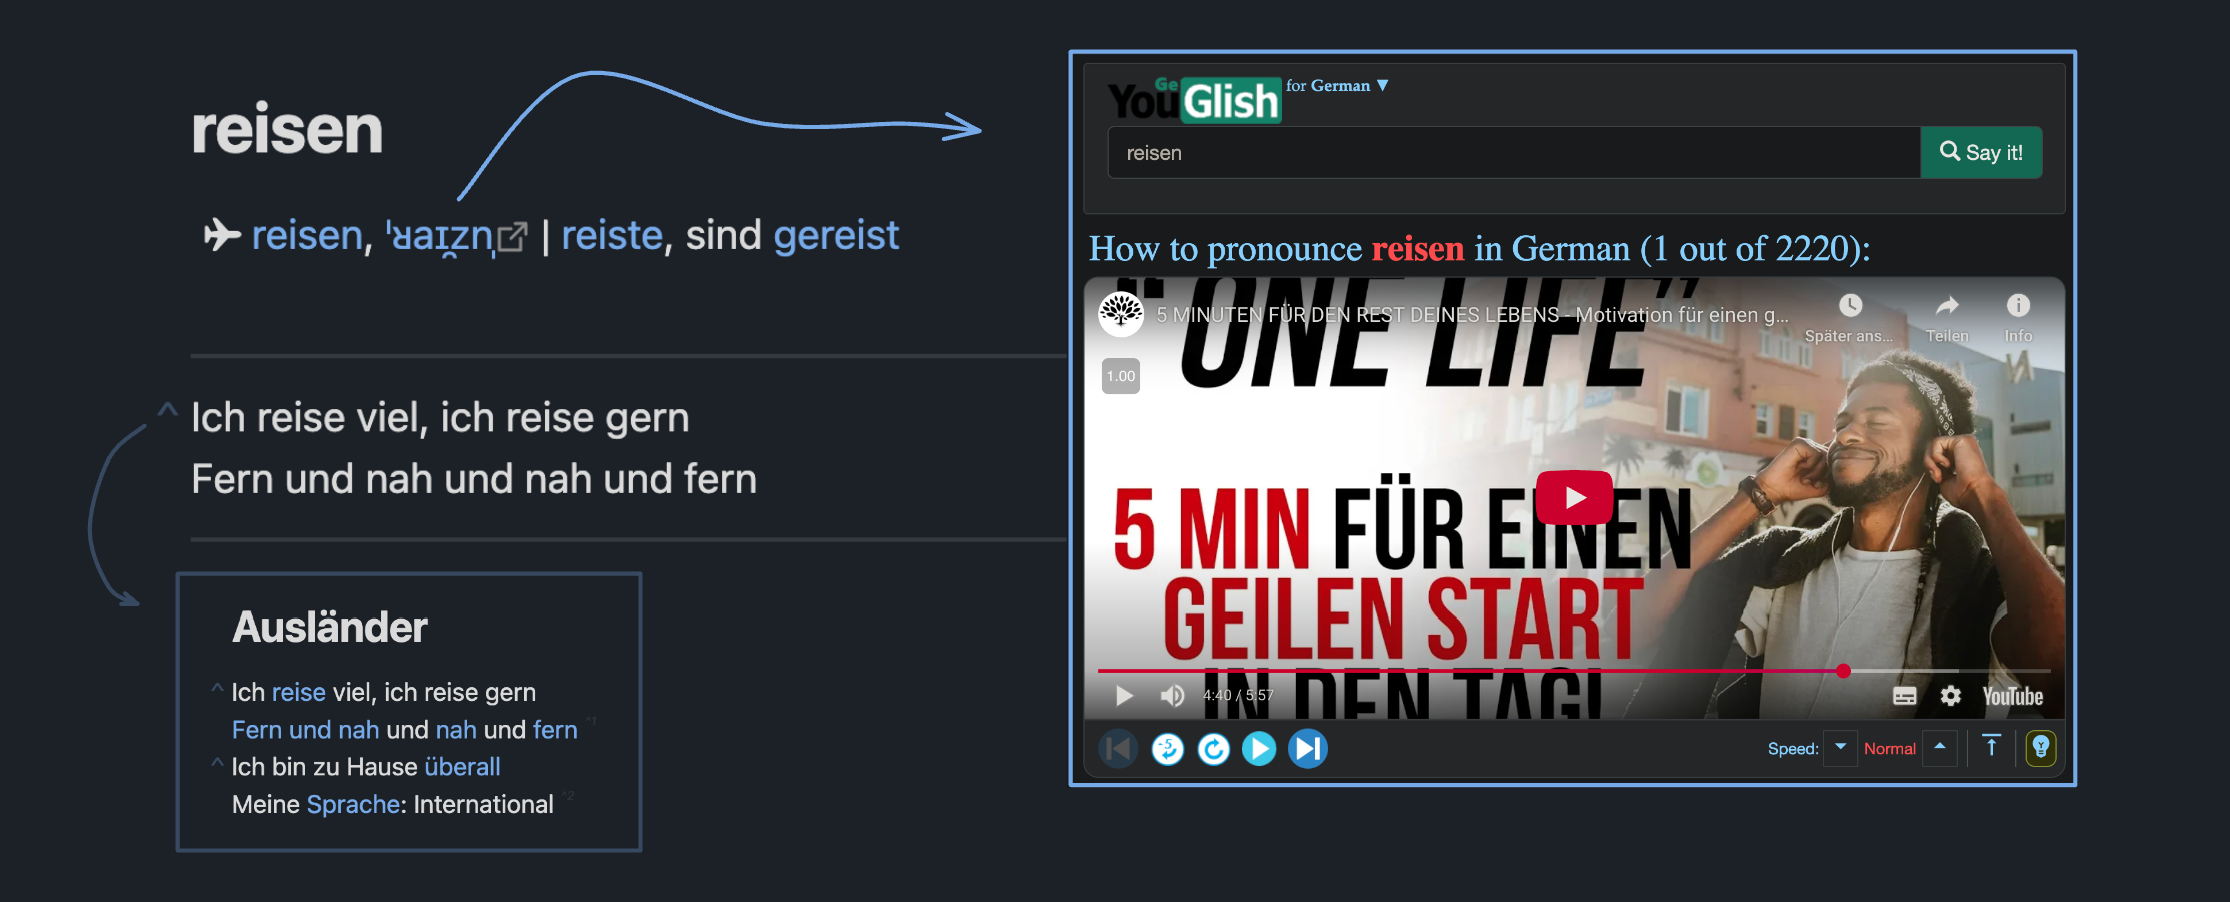 reisen
reisen, ˈʁaɪ̯zn̩ | reiste, sind gereist
^ Ich reise viel, ich reise gern
Fern und nah und nah und fern
Ausländer
^ Ich reise viel, ich reise gern
Fern und nah und nah und fern ^1
^ Ich bin zu Hause überall
Meine Sprache: International ^2
YouGeGlish for German ▼
reisen
Say it!
How to pronounce reisen in German (1 out of 2220):
"ONE LIFE"
5 MINUTEN FÜR DEN REST DEINES LEBENS - Motivation für einen g...
Später ans...
Teilen
Info
1.00
5 MIN FÜR EINEN
GEILEN START
IN DEN TAG!
4:40 / 5:57
YouTube
-5
Speed: Normal